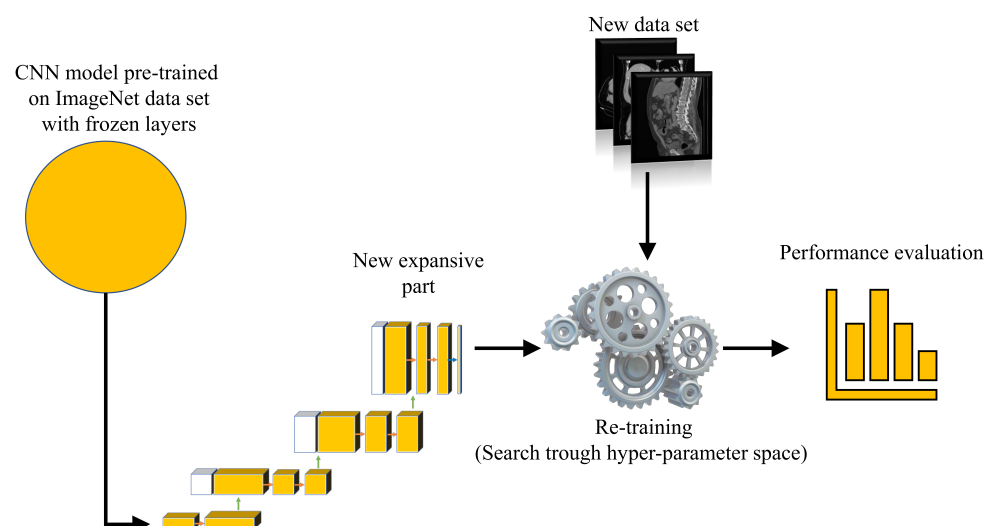 New data set
CNN model pre-trained
on ImageNet data set
with frozen layers
New expansive
part
Performance evaluation
Re-training
(Search trough hyper-parameter space)